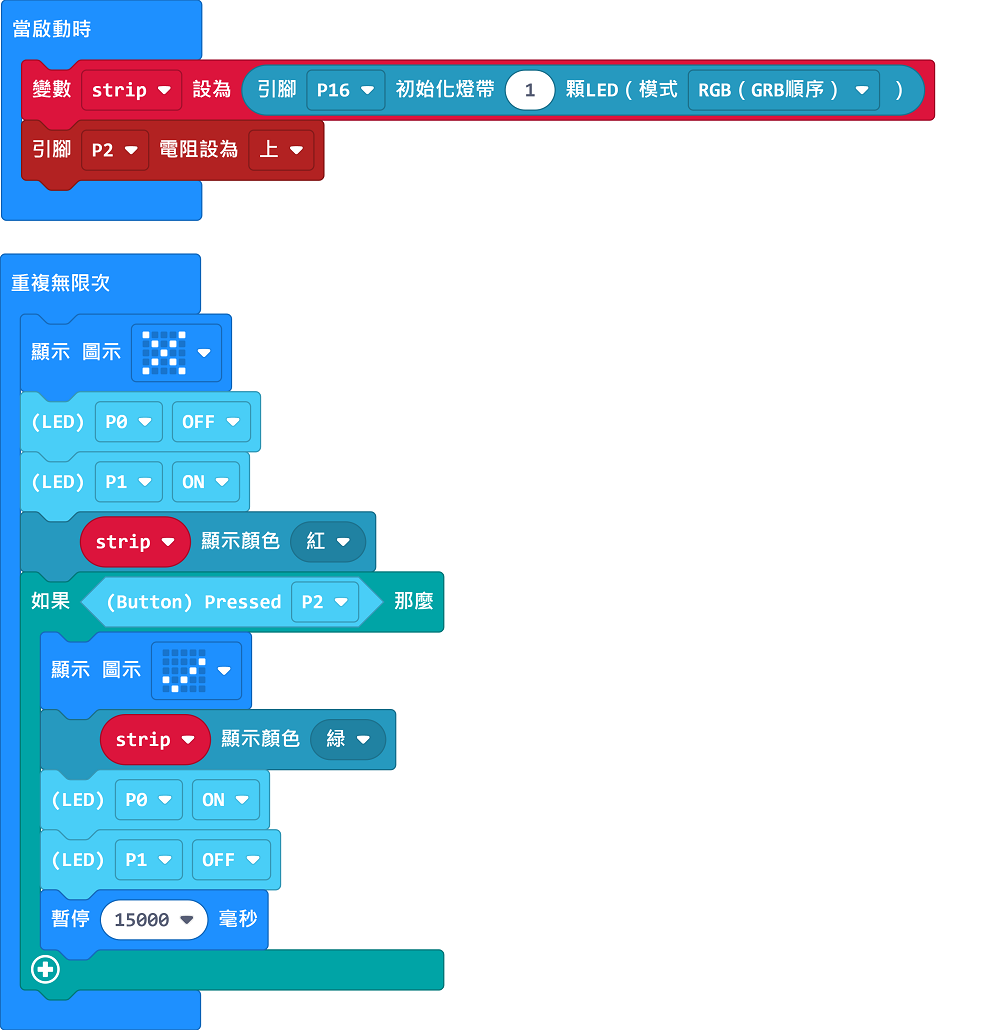 當啟動時
變數 strip 設為 引腳 P16 初始化燈帶 1 顆LED ( 模式 RGB ( GRB順序 ) )
引腳 P2 電阻設為 上
重複無限次
顯示 圖示
(LED) P0 OFF
(LED) P1 ON
strip 顯示顏色 紅
如果 (Button) Pressed P2 那麼
顯示 圖示
strip 顯示顏色 綠
(LED) P0 ON
(LED) P1 OFF
暫停 15000 毫秒